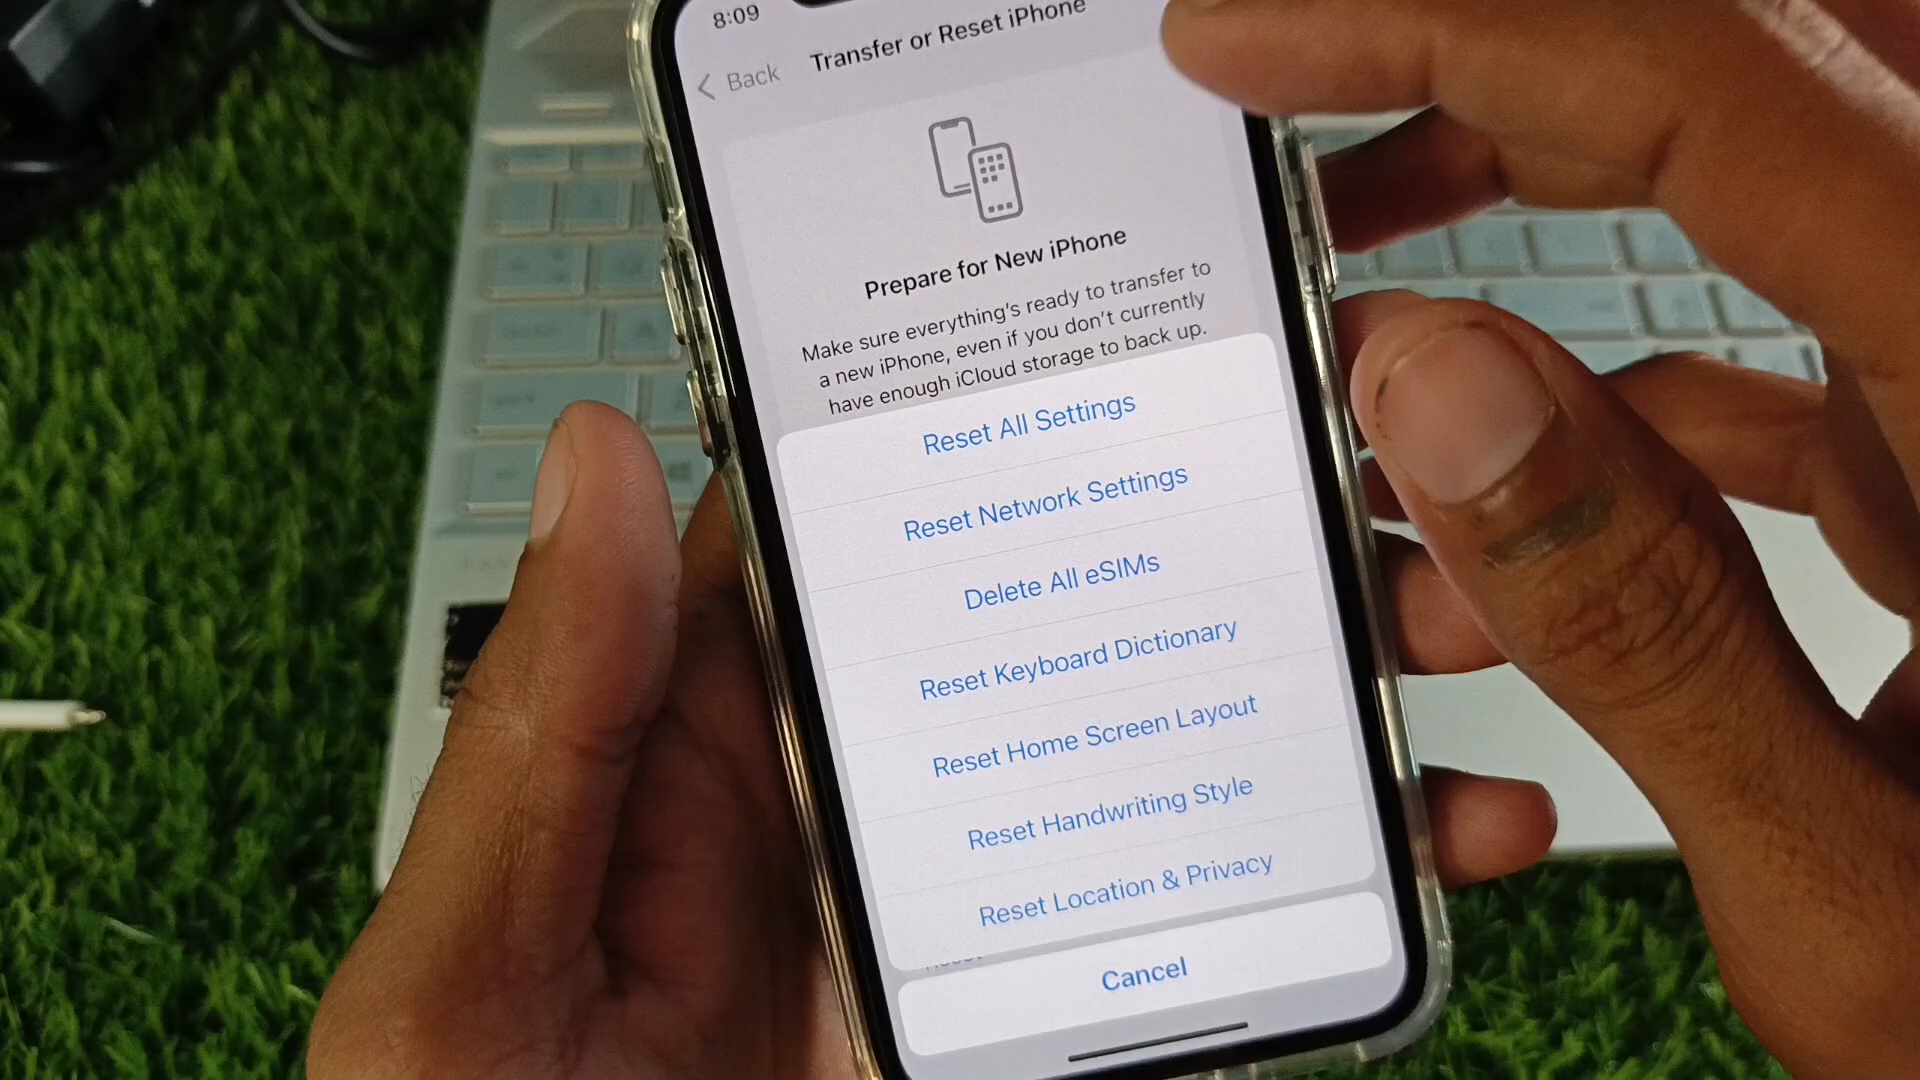 8:09
Transfer or Reset iPhone
Back
Prepare for New iPhone
Make sure everything's ready to transfer to
a new iPhone, even if you don't currently
have enough iCloud storage to back up.
Reset All Settings
Reset Network Settings
Delete All eSIMs
Reset Keyboard Dictionary
Reset Home Screen Layout
Reset Handwriting Style
Reset Location & Privacy
Cancel